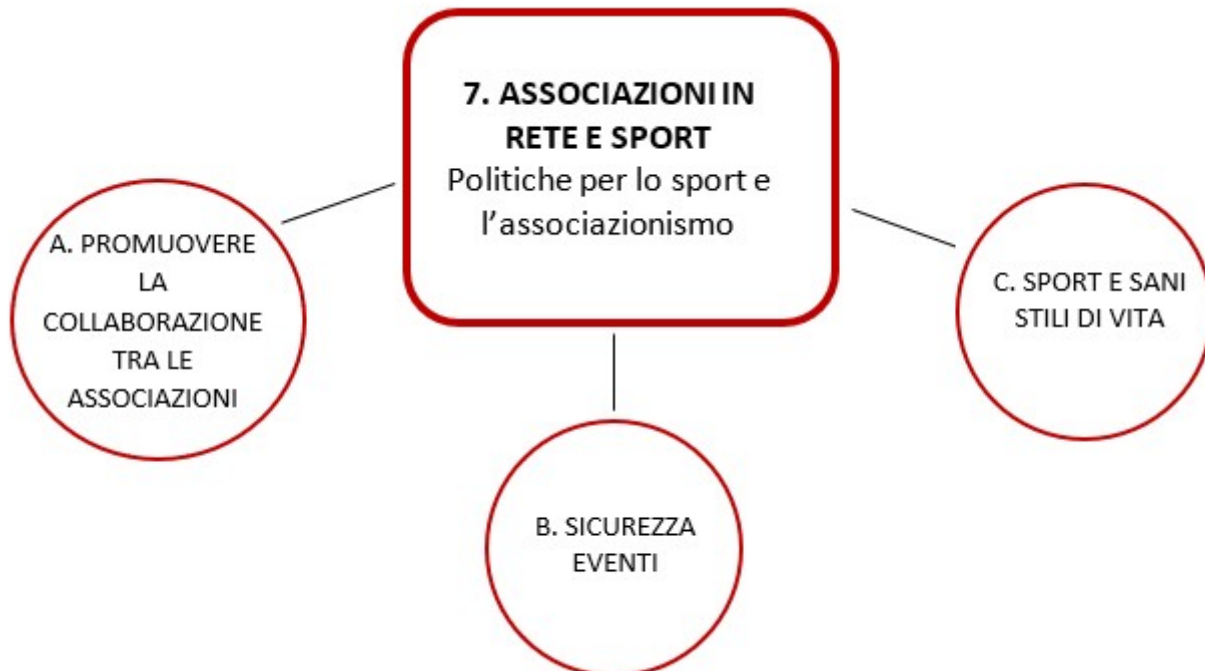 7. ASSOCIAZIONI IN
RETE E SPORT
Politiche per lo sport e
l'associazionismo
A. PROMUOVERE
LA
COLLABORAZIONE
TRA LE
ASSOCIAZIONI
B. SICUREZZA
EVENTI
C. SPORT E SANI
STILI DI VITA